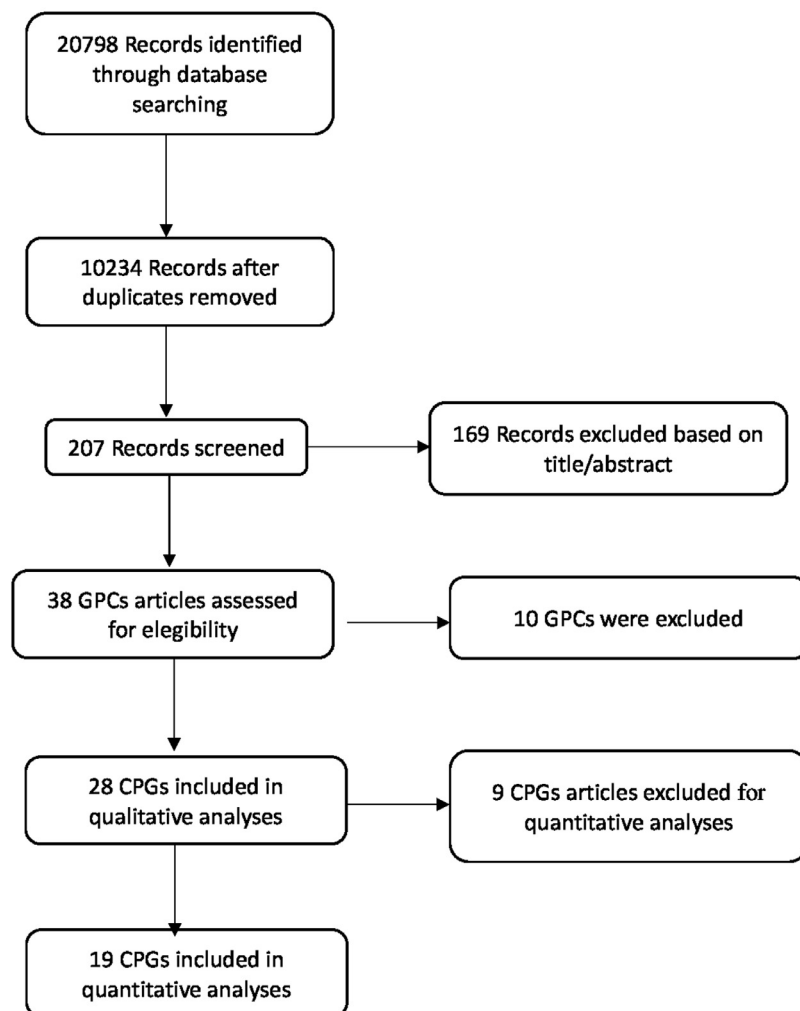 20798 Records identified
through database
searching
10234 Records after
duplicates removed
207 Records screened
169 Records excluded based on
title/abstract
38 GPCs articles assessed
for elegibility
10 GPCs were excluded
28 CPGs included in
qualitative analyses
9 CPGs articles excluded for
quantitative analyses
19 CPGs included in
quantitative analyses